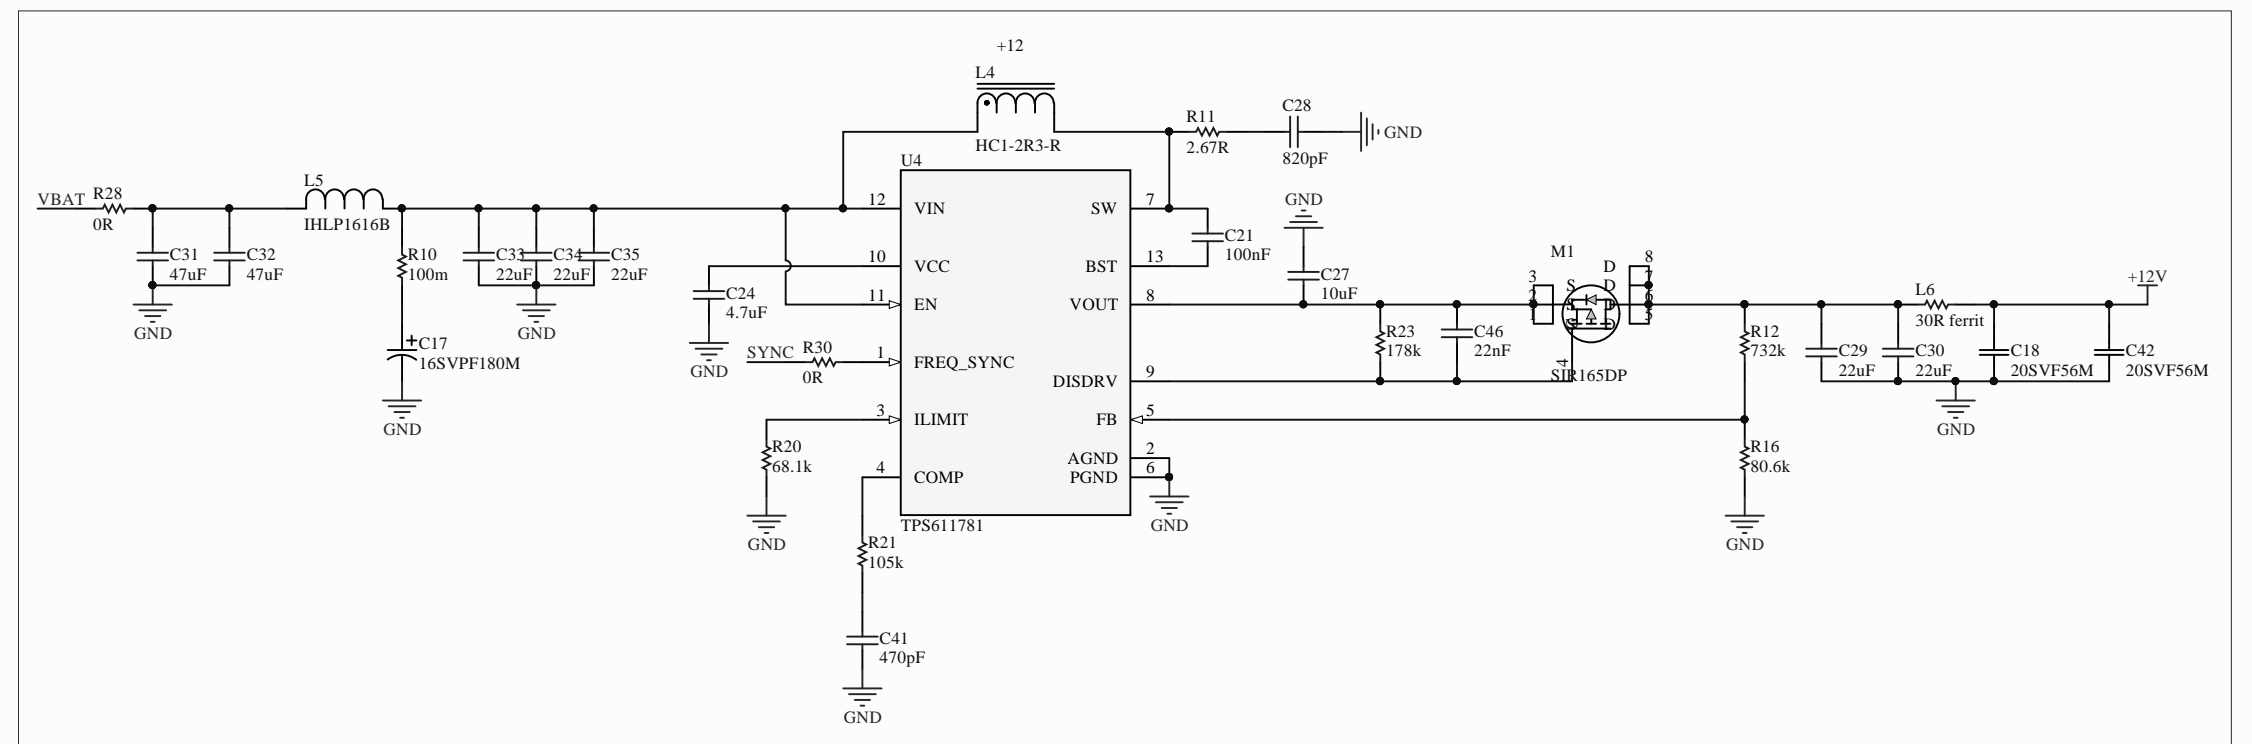 +12
L4
HC1-2R3-R
R11
2.67R
C28
820pF
GND
U4
VBAT
R28
0R
L5
IHLP1616B
C31
47uF
C32
47uF
GND
R10
100m
C17
16SVPF180M
GND
C33
22uF
C34
22uF
C35
22uF
GND
C24
4.7uF
GND
SYNC
R30
0R
R20
68.1k
GND
R21
105k
C41
470pF
GND
12
VIN
10
VCC
11
EN
1
FREQ_SYNC
3
ILIMIT
4
COMP
SW
7
BST
13
VOUT
8
DISDRV
9
FB
5
AGND
2
PGND
6
TPS611781
GND
C21
100nF
GND
C27
10uF
R23
178k
C46
22nF
M1
3
2
1
S
S
G
D
D
D
D
8
7
6
5
4
SIR165DP
R12
732k
R16
80.6k
GND
C29
22uF
C30
22uF
L6
30R ferrit
C18
20SVF56M
C42
20SVF56M
GND
+12V